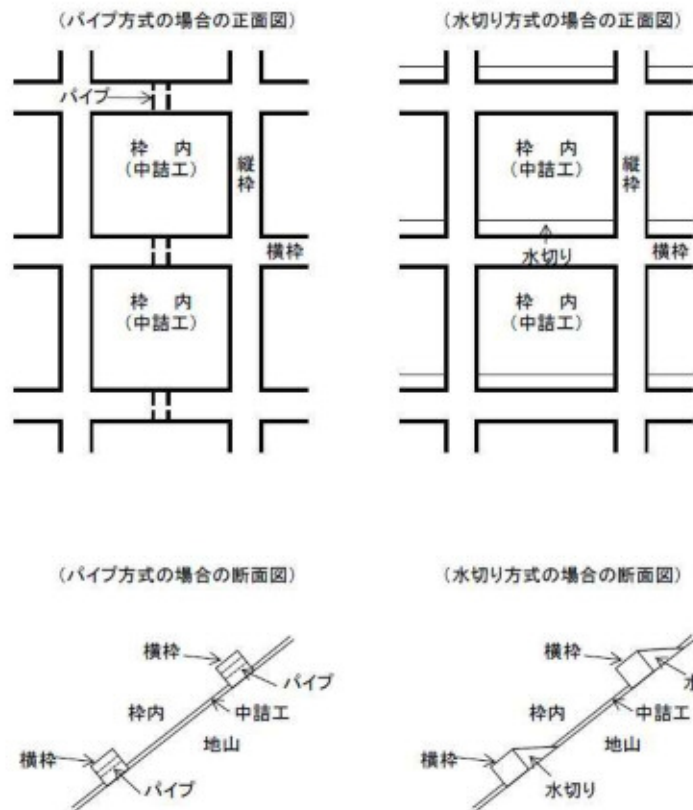 （パイプ方式の場合の正面図）
パイプ
枠　内
（中詰工）
縦枠
横枠
枠　内
（中詰工）
（水切り方式の場合の正面図）
枠　内
（中詰工）
縦枠
水切り
横枠
枠　内
（中詰工）
（パイプ方式の場合の断面図）
横枠
パイプ
枠内
中詰工
地山
横枠
パイプ
（水切り方式の場合の断面図）
横枠
水
枠内
中詰工
地山
横枠
水切り